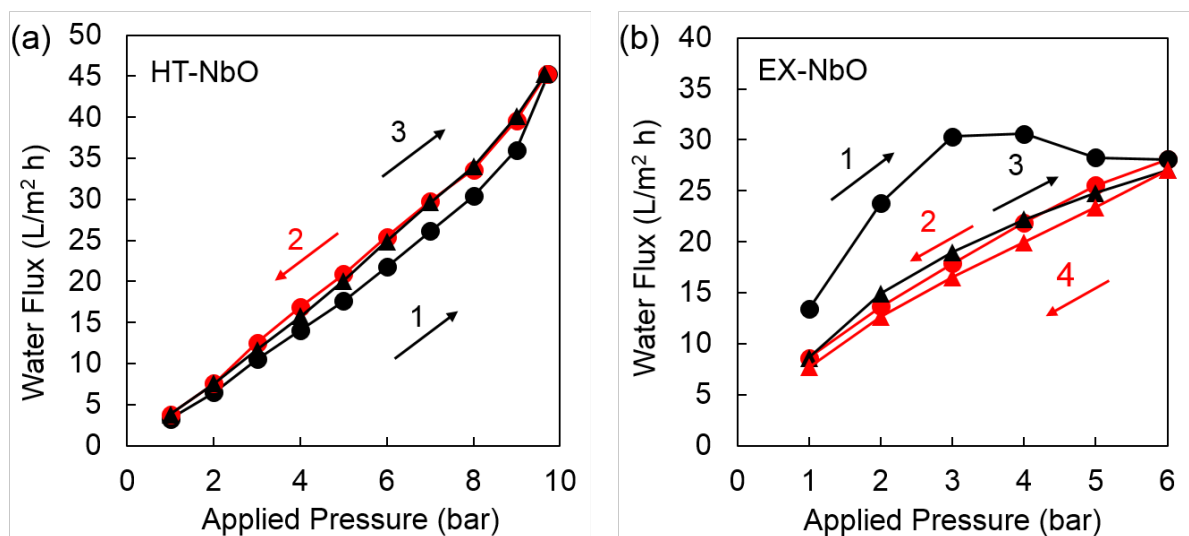 (a)
HT-NbO
Water Flux (L/m² h)
50
45
40
35
30
25
20
15
10
5
0
3
2
1
0 2 4 6 8 10
Applied Pressure (bar)
(b)
EX-NbO
Water Flux (L/m² h)
40
35
30
25
20
15
10
5
0
1
3
2
4
0 1 2 3 4 5 6
Applied Pressure (bar)